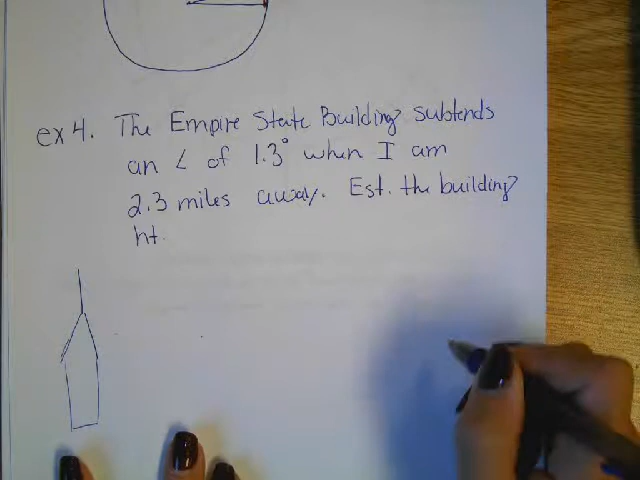 ex 4. The Empire State Building subtends
an ∠ of 1.3° when I am
2.3 miles away. Est. the building
ht.